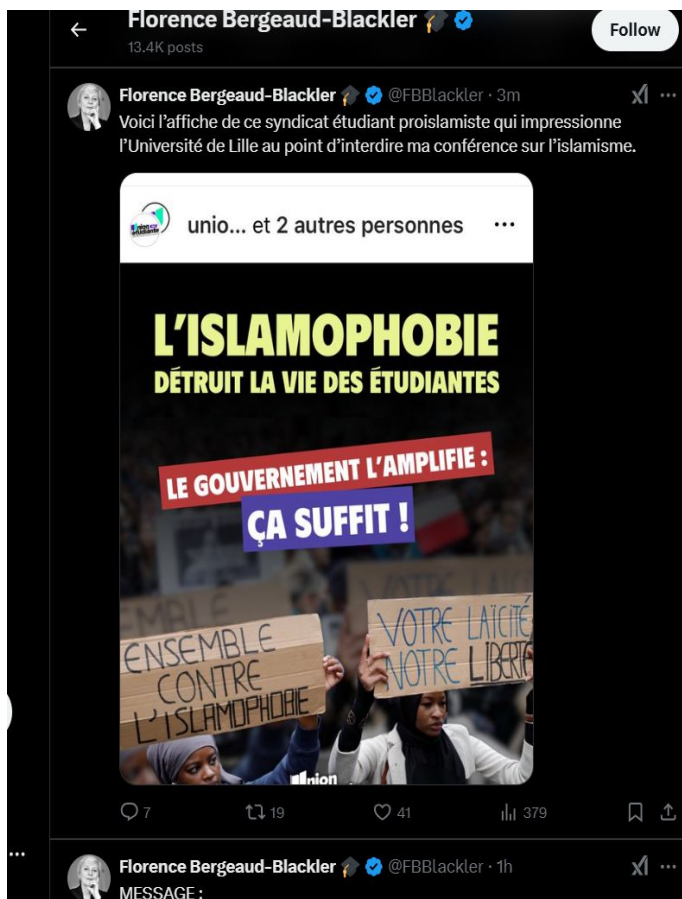 Florence Bergeaud-Blackler
13.4K posts
Follow
Florence Bergeaud-Blackler @FBBlackler · 3m
Voici l'affiche de ce syndicat étudiant proislamiste qui impressionne
l'Université de Lille au point d'interdire ma conférence sur l'islamisme.
unio... et 2 autres personnes
L'ISLAMOPHOBIE
DÉTRUIT LA VIE DES ÉTUDIANTES
LE GOUVERNEMENT L'AMPLIFIE :
ÇA SUFFIT !
ENSEMBLE
CONTRE
L'ISLAMOPHOBIE
VOTRE LAÏCITÉ
NOTRE LIBERTÉ
Union
7
19
41
379
Florence Bergeaud-Blackler @FBBlackler · 1h
MESSAGE :